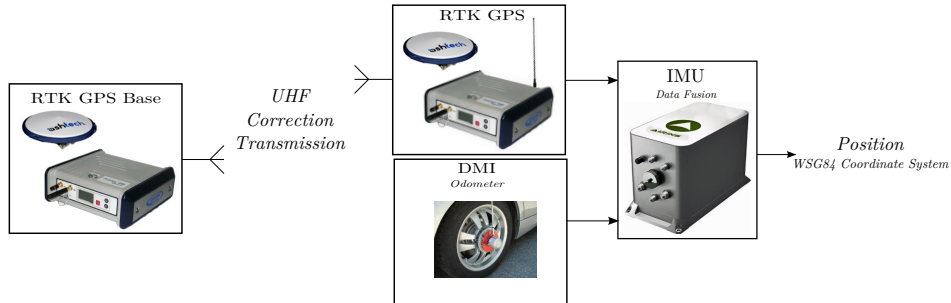 RTK GPS
ashtech
RTK GPS Base
ashtech
UHF
Correction
Transmission
IMU
Data Fusion
AIRINS
Position
WSG84 Coordinate System
DMI
Odometer